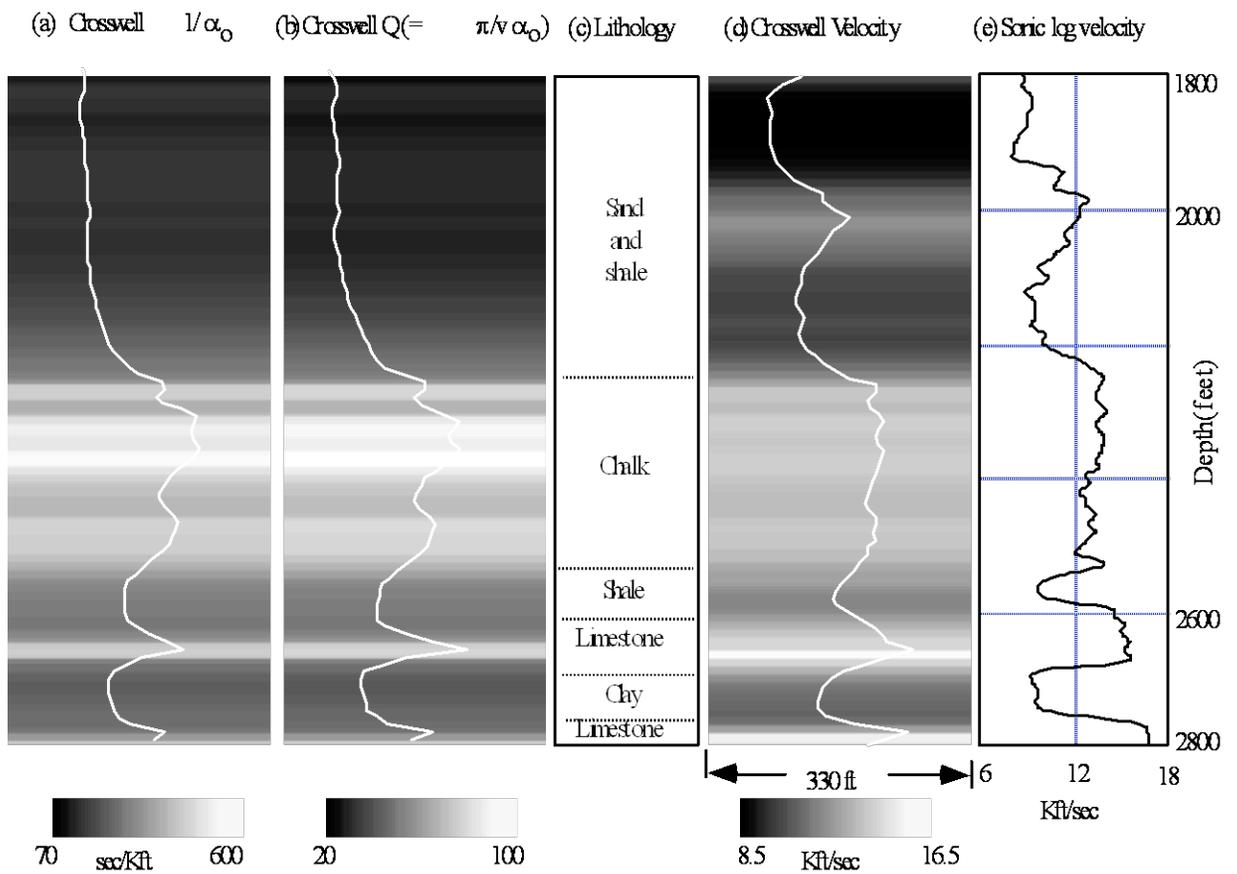 (a) Crosswell 1/αo (b) Crosswell Q(= π/v αo) (c) Lithology (d) Crosswell Velocity (e) Sonic log velocity
1800
Sand
and
shale
2000
Chalk
Depth(feet)
Shale
Limestone
2600
Clay
Limestone
2800
330 ft
6 12 18
Kft/sec
70 sec/Kft 600
20 100
8.5 Kft/sec 16.5